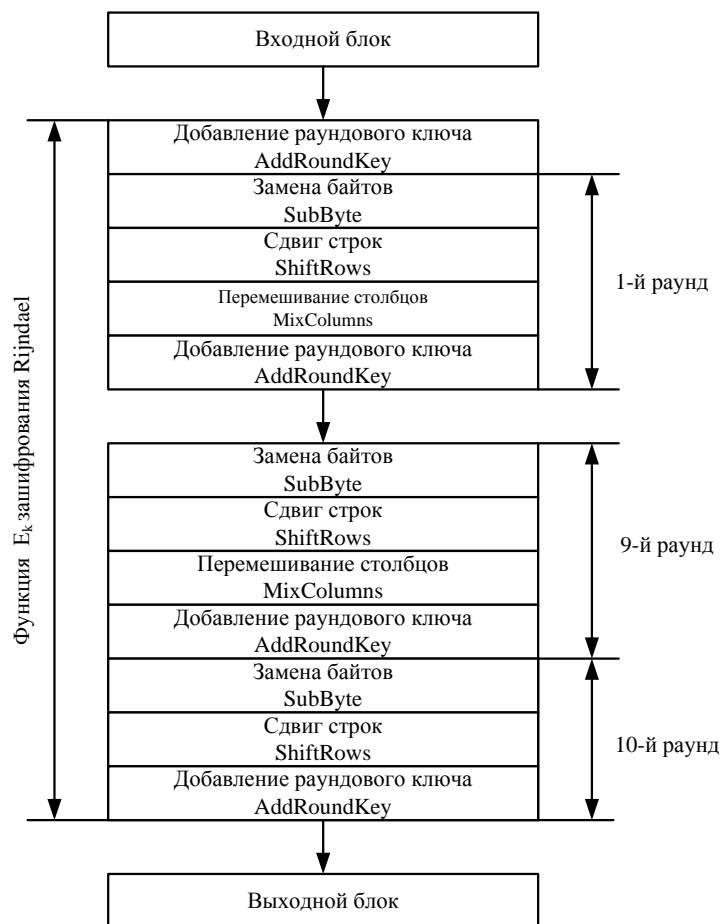 Входной блок
Добавление раундового ключа
AddRoundKey
Замена байтов
SubByte
Сдвиг строк
ShiftRows
Перемешивание столбцов
MixColumns
Добавление раундового ключа
AddRoundKey
1-й раунд
Замена байтов
SubByte
Сдвиг строк
ShiftRows
Перемешивание столбцов
MixColumns
Добавление раундового ключа
AddRoundKey
9-й раунд
Замена байтов
SubByte
Сдвиг строк
ShiftRows
Добавление раундового ключа
AddRoundKey
10-й раунд
Функция Ek зашифрования Rijndael
Выходной блок